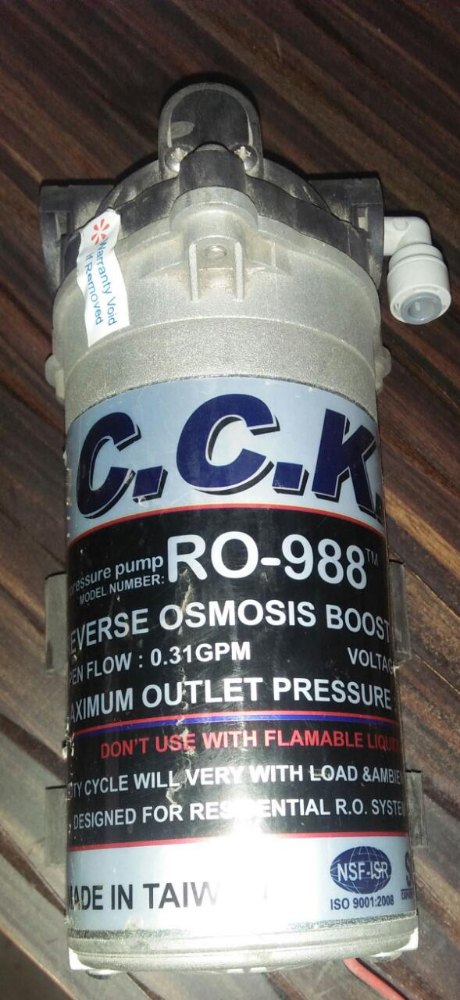 Warranty Void
If Removed
C.C.K.
pressure pump RO-988™
MODEL NUMBER:
EVERSE OSMOSIS BOOST
EN FLOW : 0.31GPM VOLTAG
AXIMUM OUTLET PRESSURE
DON'T USE WITH FLAMABLE LIQUI
TY CYCLE WILL VERY WITH LOAD &AMBIE
DESIGNED FOR RESIDENTIAL R.O. SYSTE
NSF-ISR
ISO 9001:2008
ADE IN TAIW